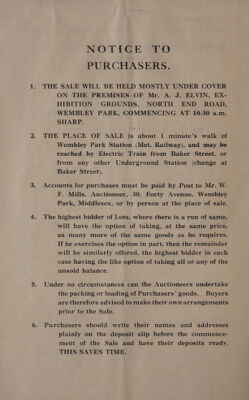 NOTICE TO
PURCHASERS.
1. THE SALE WILL BE HELD MOSTLY UNDER COVER
ON THE PREMISES OF Mr. A. J. ELVIN, EX-
HIBITION GROUNDS, NORTH END ROAD,
WEMBLEY PARK, COMMENCING AT 10.30 a.m.
SHARP.
2. THE PLACE OF SALE is about 1 minute's walk of
Wembley Park Station (Met. Railway), and may be
reached by Electric Train from Baker Street, or
from any other Underground Station (change at
Baker Street).
3. Accounts for purchases must be paid by Post to Mr. W.
F. Mills, Auctioneer, 30, Forty Avenue, Wembley
Park, Middlesex, or by person at the place of sale.
4. The highest bidder of Lots, where there is a run of same,
will have the option of taking, at the same price,
as many more of the same goods as he requires.
If he exercises the option in part, then the remainder
will be similarly offered, the highest bidder in each
case having the like option of taking all or any of the
unsold balance.
5. Under no circumstances can the Auctioneers undertake
the packing or loading of Purchasers' goods. Buyers
are therefore advised to make their own arrangements
prior to the Sale.
6. Purchasers should write their names and addresses
plainly on the deposit slip before the commence-
ment of the Sale and have their deposits ready.
THIS SAVES TIME.